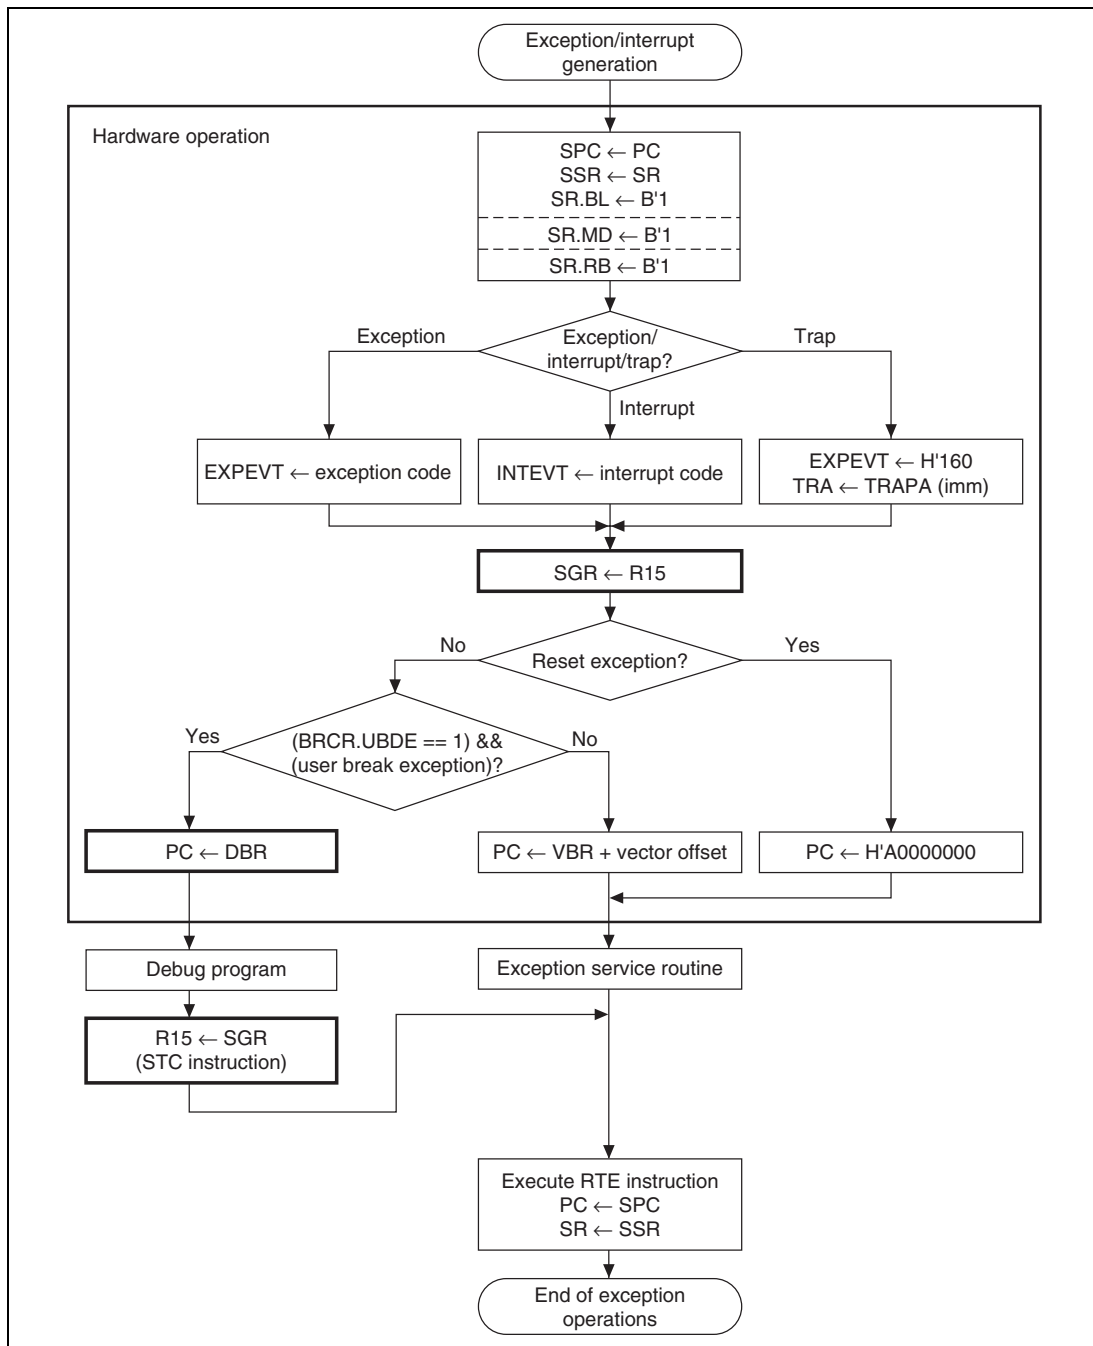 Exception/interrupt
generation
Hardware operation
SPC ← PC
SSR ← SR
SR.BL ← B'1
SR.MD ← B'1
SR.RB ← B'1
Exception
Exception/
interrupt/trap?
Trap
Interrupt
EXPEVT ← exception code
INTEVT ← interrupt code
EXPEVT ← H'160
TRA ← TRAPA (imm)
SGR ← R15
No
Reset exception?
Yes
Yes
(BRCR.UBDE == 1) &&
(user break exception)?
No
PC ← DBR
PC ← VBR + vector offset
PC ← H'A0000000
Debug program
Exception service routine
R15 ← SGR
(STC instruction)
Execute RTE instruction
PC ← SPC
SR ← SSR
End of exception
operations